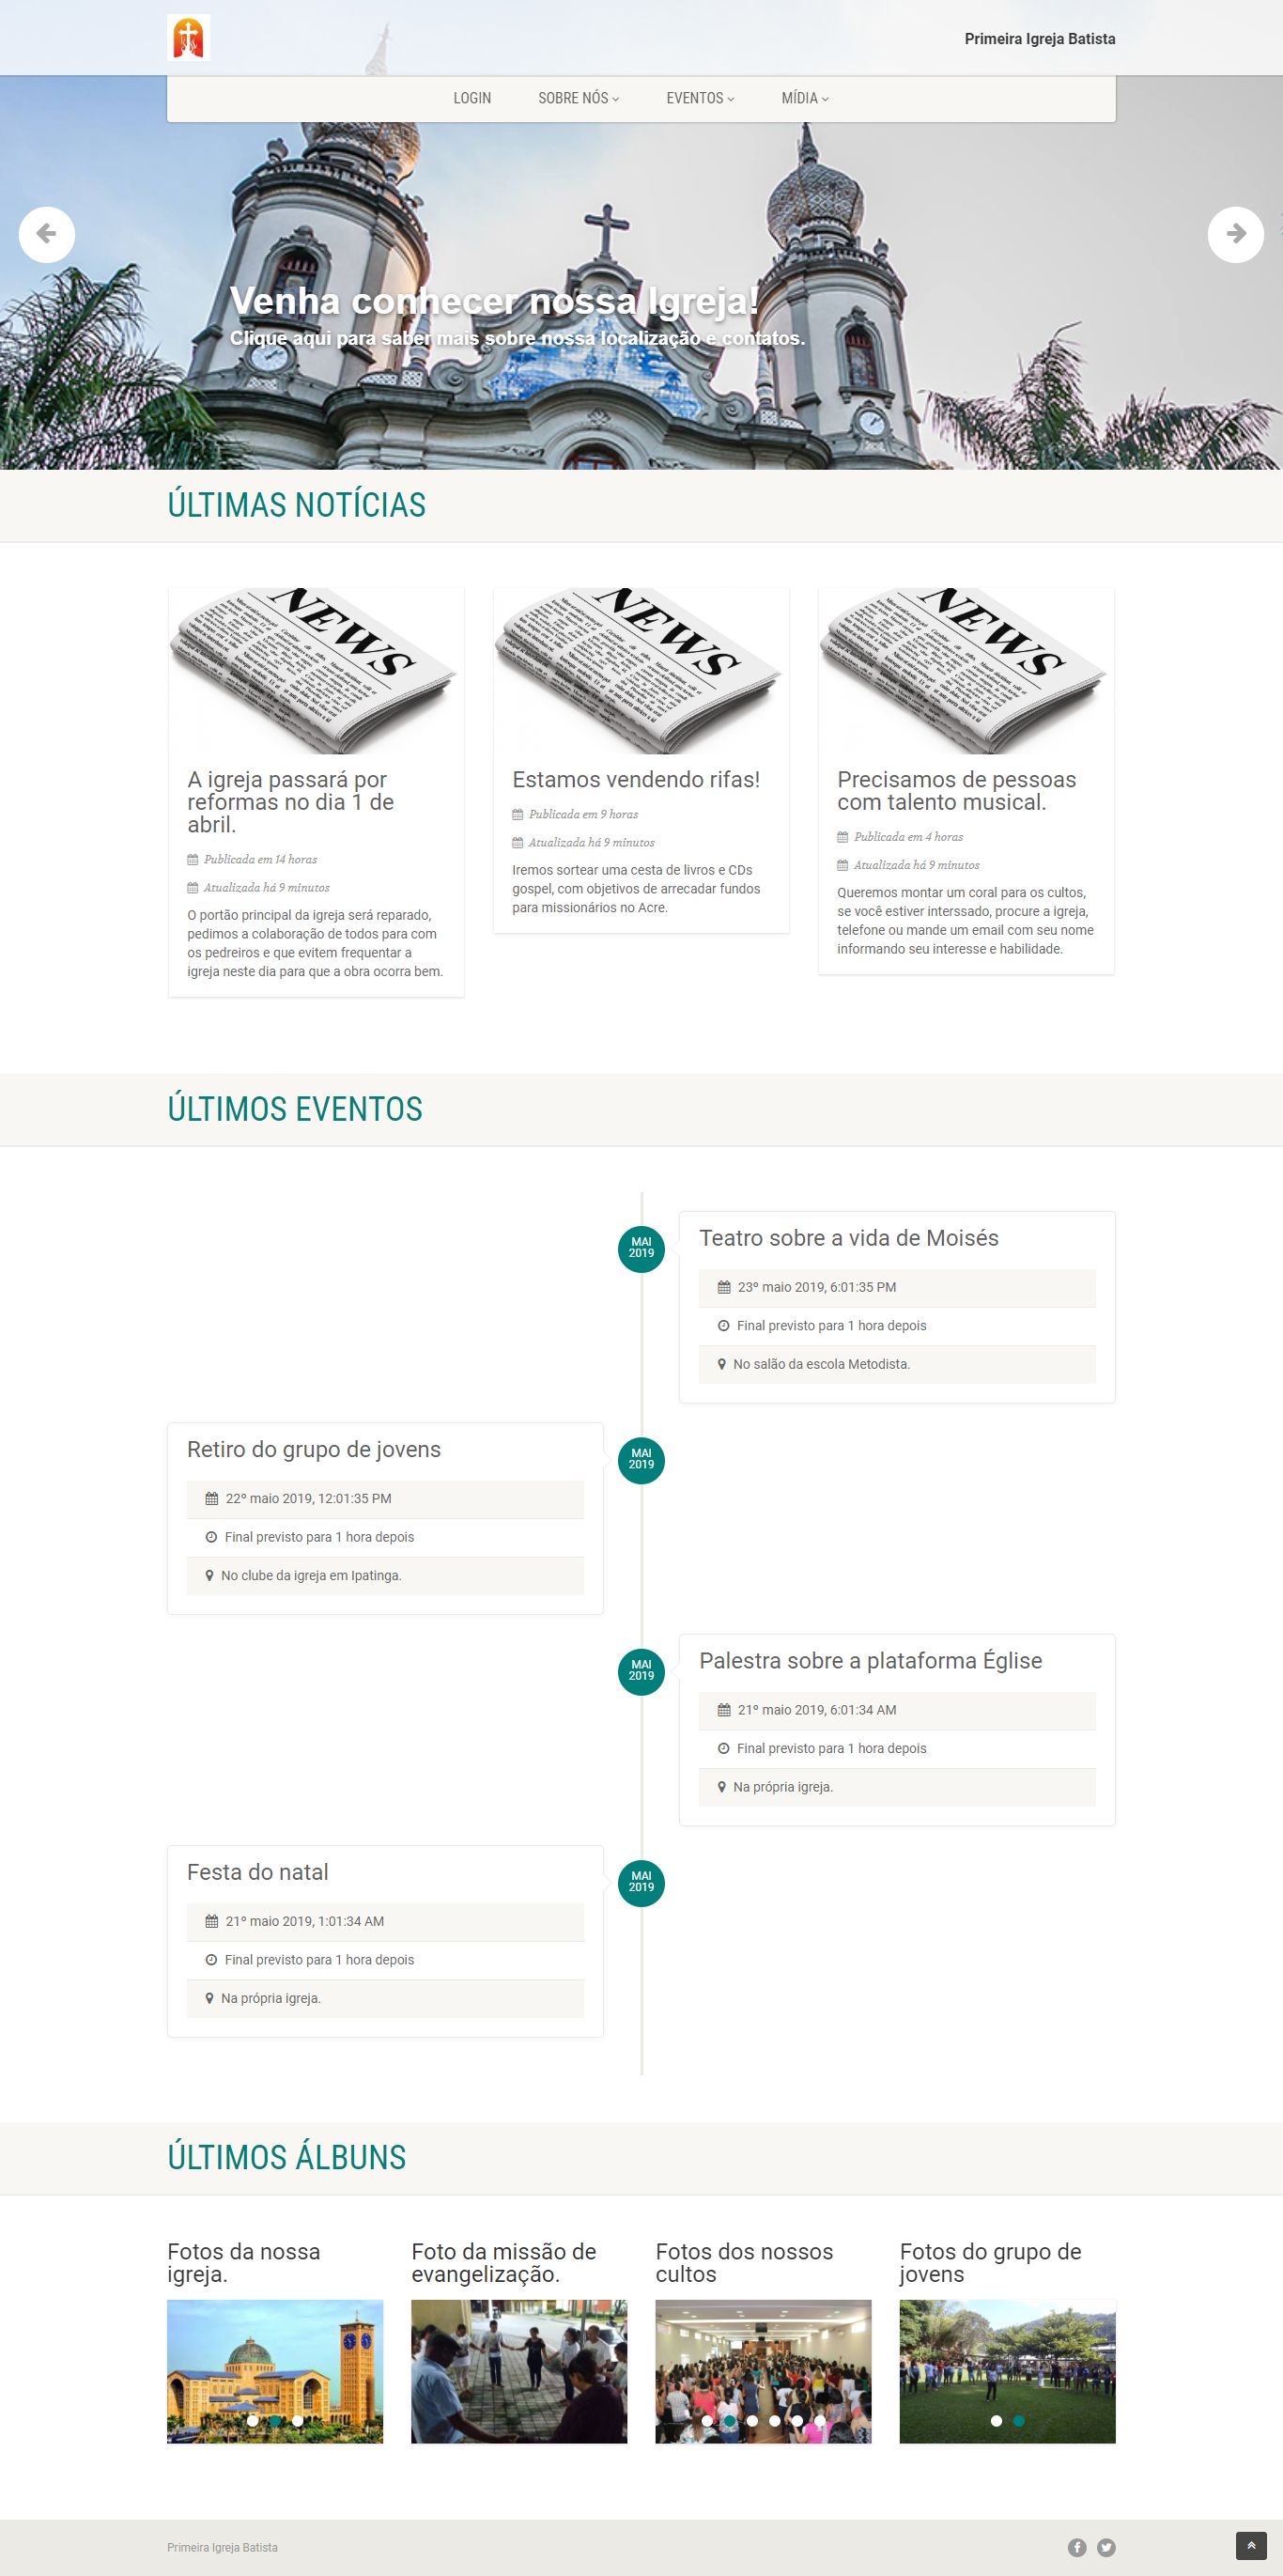 Primeira Igreja Batista
LOGIN SOBRE NÓS EVENTOS MÍDIA
Venha conhecer nossa Igreja!
Clique aqui para saber mais sobre nossa localização e contatos.
ÚLTIMAS NOTÍCIAS
NEWS
A igreja passará por
reformas no dia 1 de
abril.
Publicada em 14 horas
Atualizada há 9 minutos
O portão principal da igreja será reparado,
pedimos a colaboração de todos para com
os pedreiros e que evitem frequentar a
igreja neste dia para que a obra ocorra bem.
NEWS
Estamos vendendo rifas!
Publicada em 9 horas
Atualizada há 9 minutos
Iremos sortear uma cesta de livros e CDs
gospel, com objetivos de arrecadar fundos
para missionários no Acre.
NEWS
Precisamos de pessoas
com talento musical.
Publicada em 4 horas
Atualizada há 9 minutos
Queremos montar um coral para os cultos,
se você estiver interssado, procure a igreja,
telefone ou mande um email com seu nome
informando seu interesse e habilidade.
ÚLTIMOS EVENTOS
MAI
2019
Teatro sobre a vida de Moisés
23º maio 2019, 6:01:35 PM
Final previsto para 1 hora depois
No salão da escola Metodista.
MAI
2019
Retiro do grupo de jovens
22º maio 2019, 12:01:35 PM
Final previsto para 1 hora depois
No clube da igreja em Ipatinga.
MAI
2019
Palestra sobre a plataforma Église
21º maio 2019, 6:01:34 AM
Final previsto para 1 hora depois
Na própria igreja.
MAI
2019
Festa do natal
21º maio 2019, 1:01:34 AM
Final previsto para 1 hora depois
Na própria igreja.
ÚLTIMOS ÁLBUNS
Fotos da nossa
igreja.
Foto da missão de
evangelização.
Fotos dos nossos
cultos
Fotos do grupo de
jovens
Primeira Igreja Batista